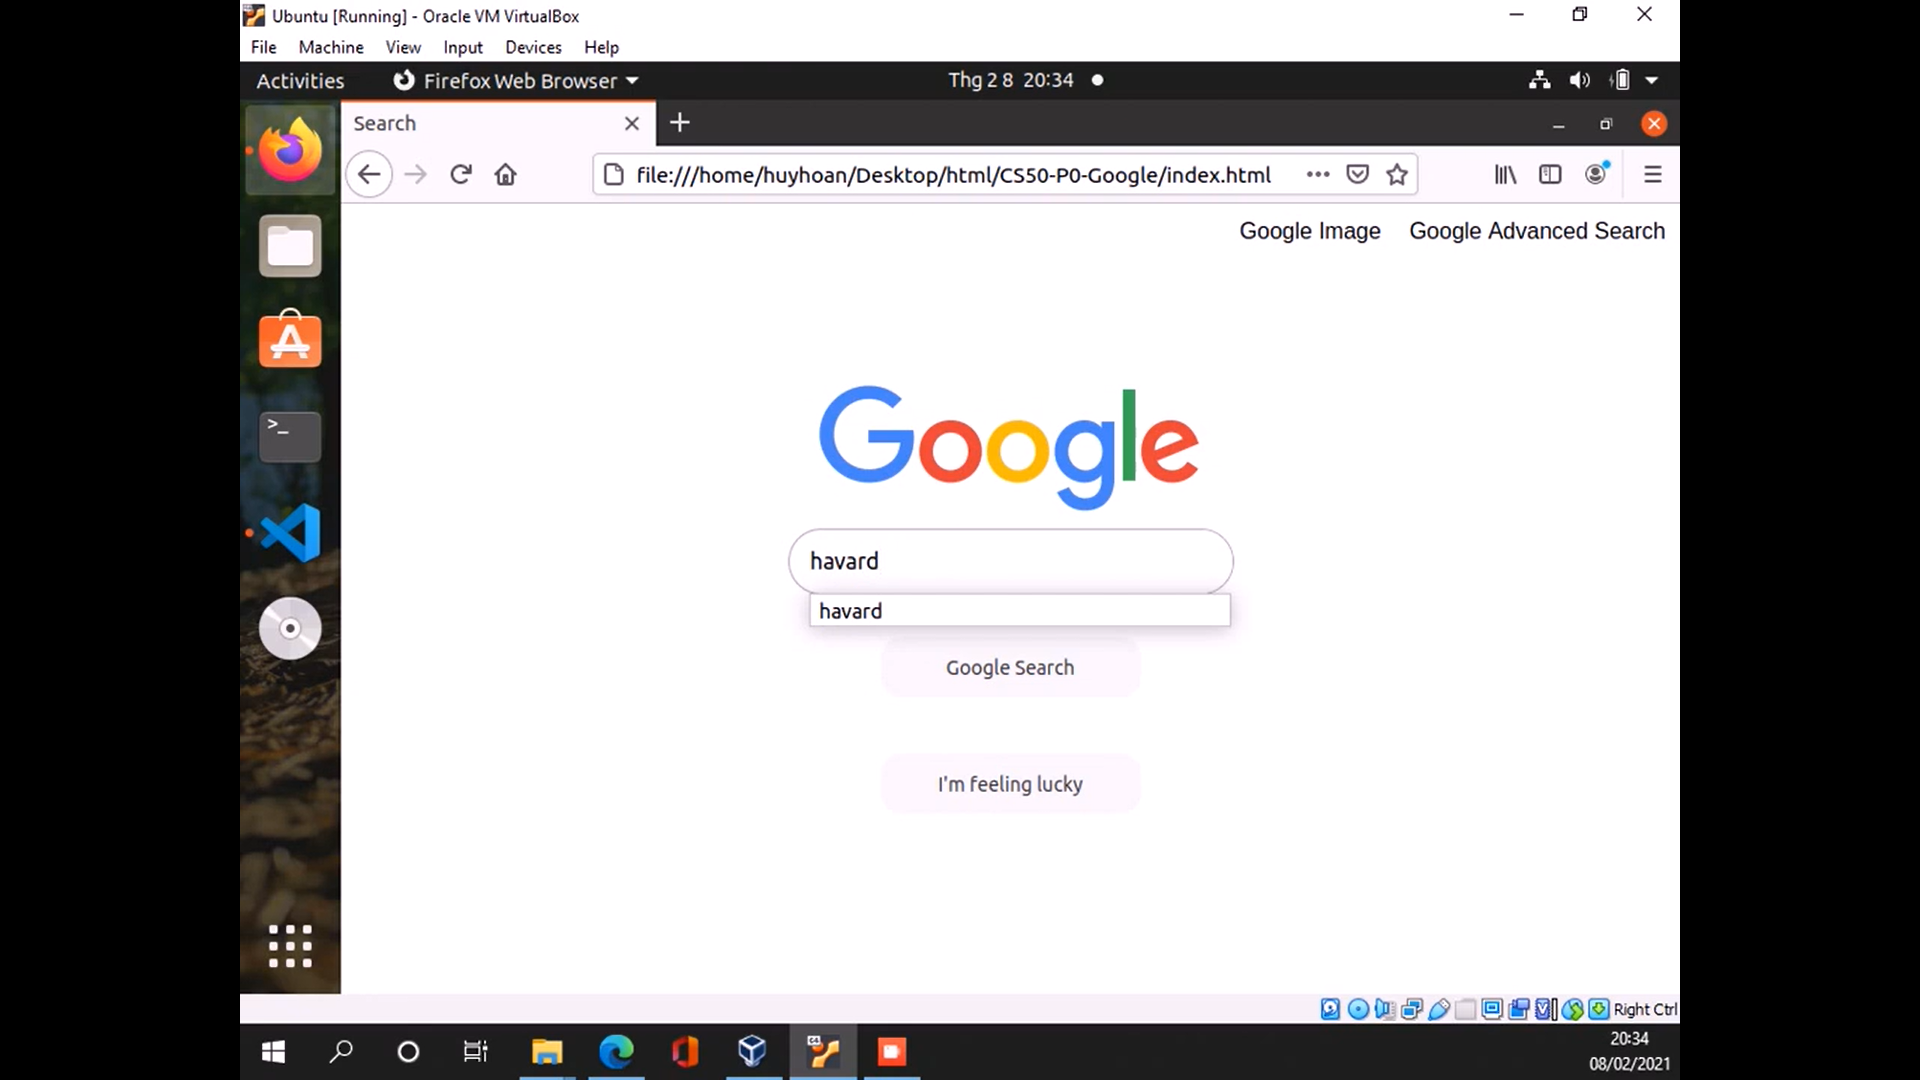 Ubuntu [Running] - Oracle VM VirtualBox
File Machine View Input Devices Help
Activities Firefox Web Browser Thg 2 8 20:34
Search
file:///home/huyhoan/Desktop/html/CS50-P0-Google/index.html
Google Image Google Advanced Search
Google
havard
havard
Google Search
I'm feeling lucky
Right Ctrl
20:34
08/02/2021